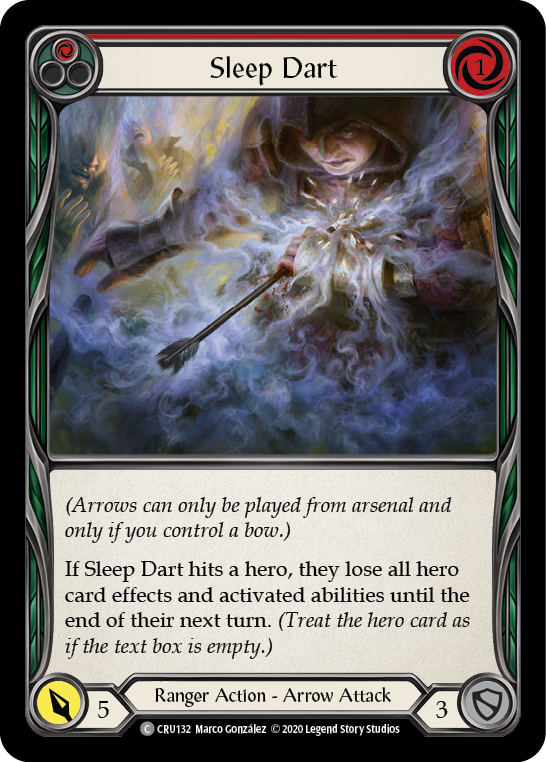 Sleep Dart
1
(Arrows can only be played from arsenal and
only if you control a bow.)
If Sleep Dart hits a hero, they lose all hero
card effects and activated abilities until the
end of their next turn. (Treat the hero card as
if the text box is empty.)
5
Ranger Action - Arrow Attack
3
C CRU132 Marco González © 2020 Legend Story Studios